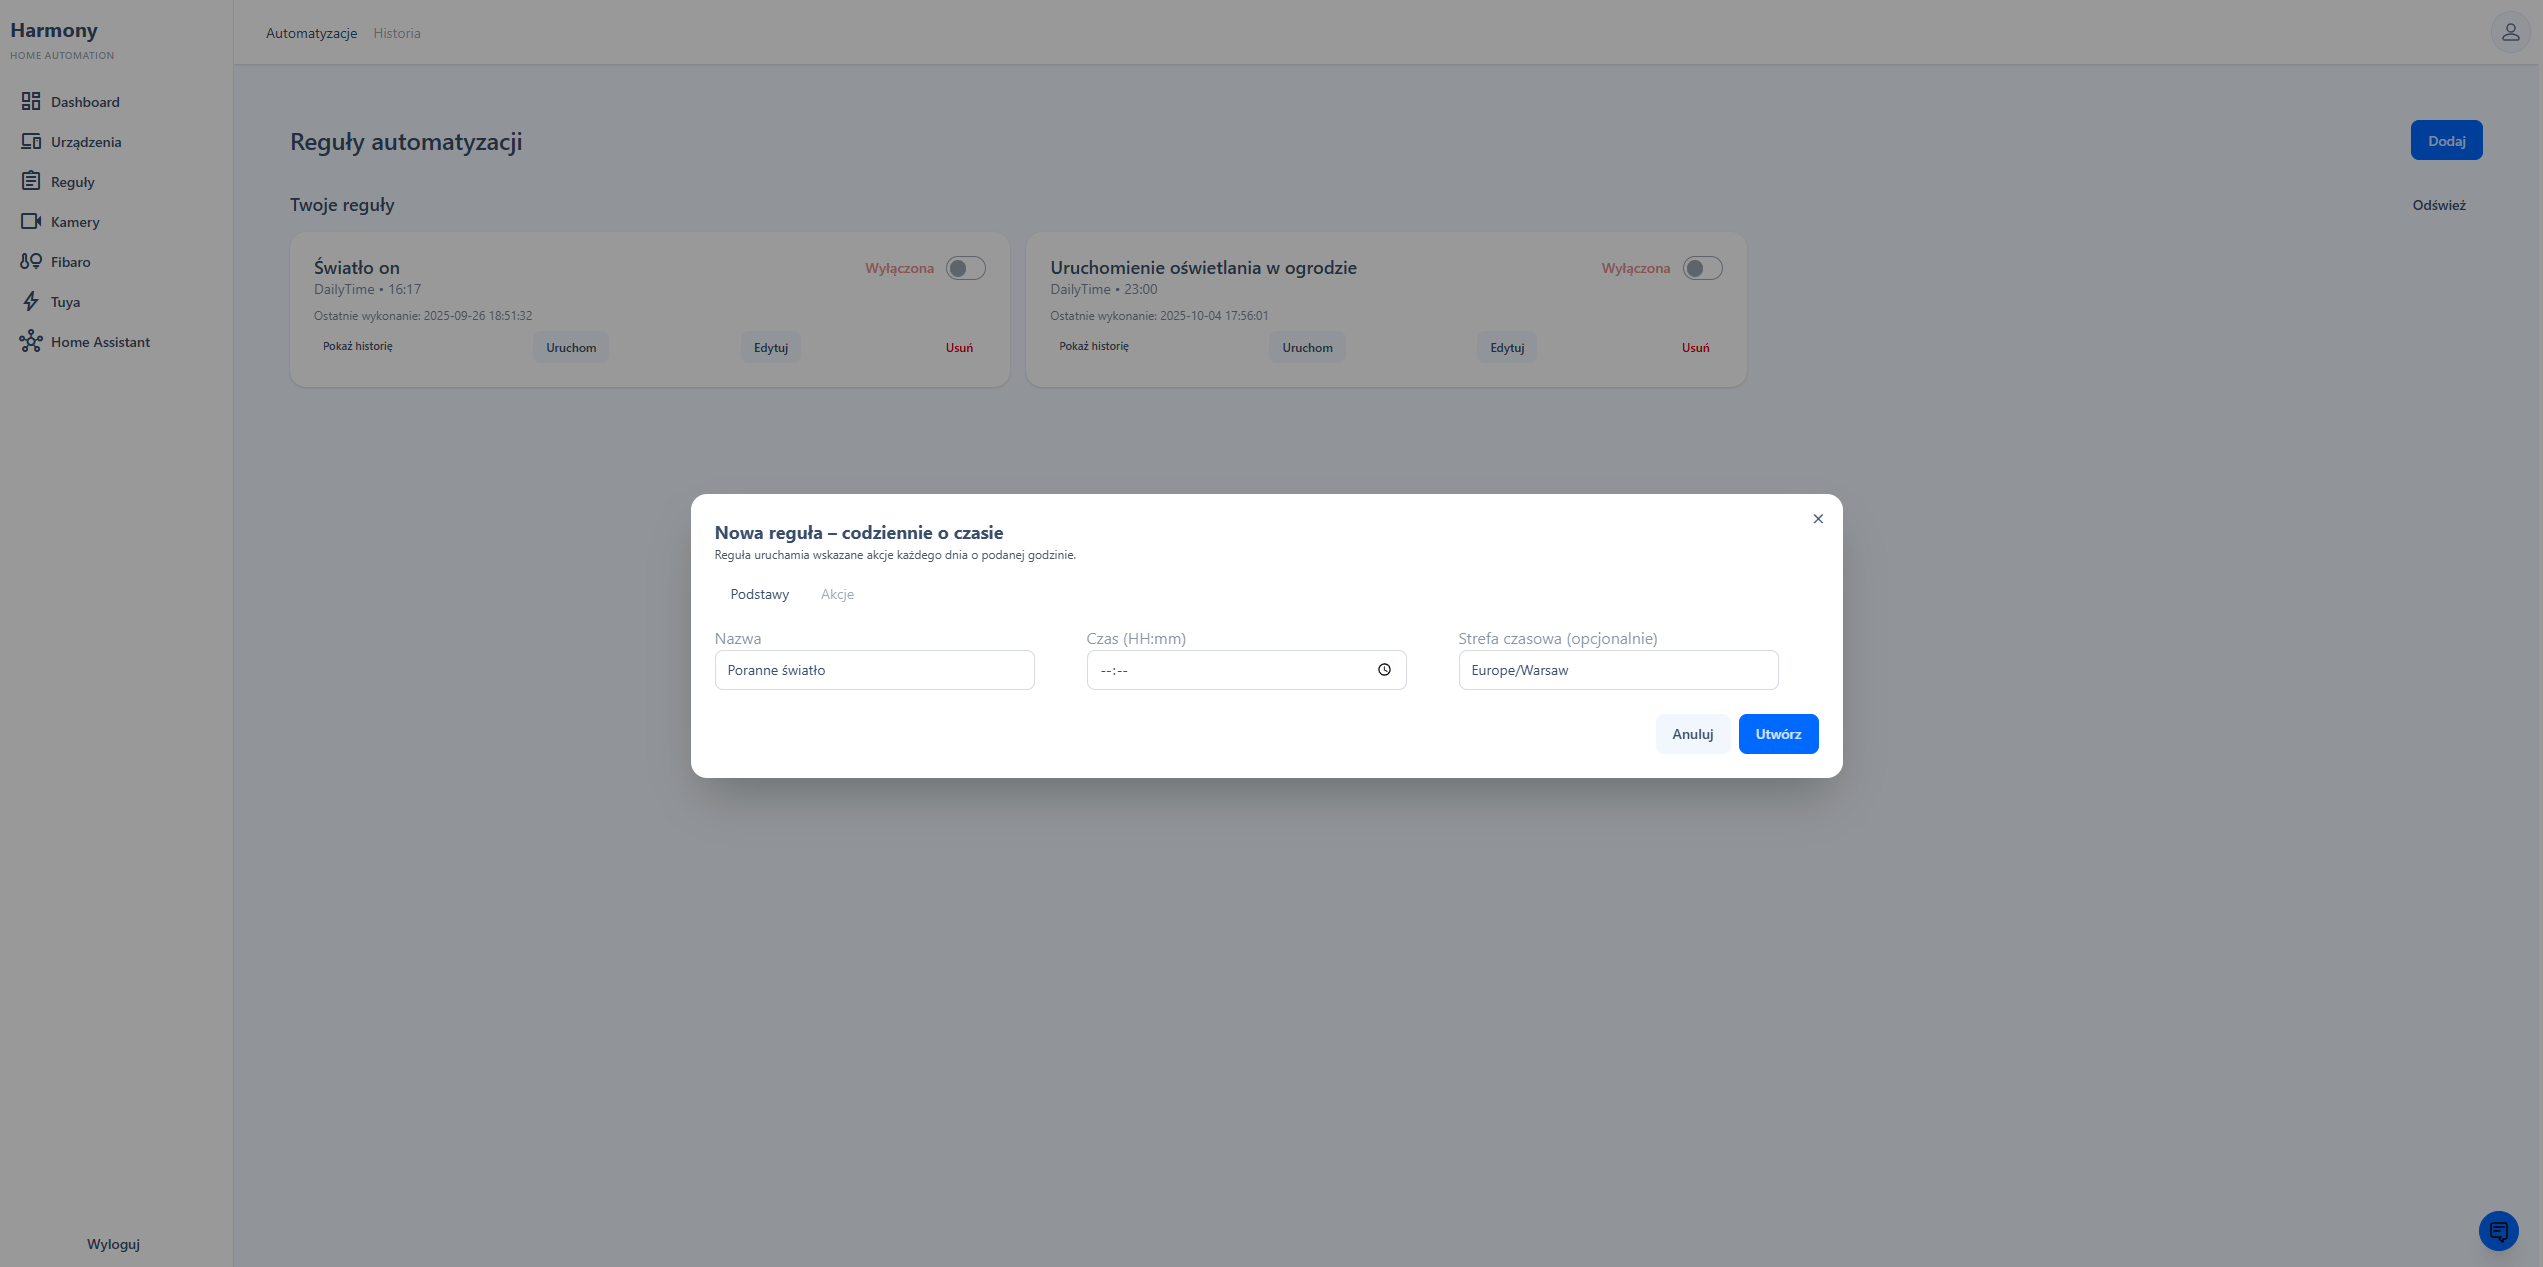 Harmony
HOME AUTOMATION
Automatyzacje Historia
Dashboard
Urządzenia
Reguły
Kamery
Fibaro
Tuya
Home Assistant
Wyloguj
Reguły automatyzacji
Dodaj
Twoje reguły
Odśwież
Światło on
Wyłączona
DailyTime • 16:17
Ostatnie wykonanie: 2025-09-26 18:51:32
Pokaż historię Uruchom Edytuj Usuń
Uruchomienie oświetlania w ogrodzie
Wyłączona
DailyTime • 23:00
Ostatnie wykonanie: 2025-10-04 17:56:01
Pokaż historię Uruchom Edytuj Usuń
Nowa reguła – codziennie o czasie
Reguła uruchamia wskazane akcje każdego dnia o podanej godzinie.
Podstawy Akcje
Nazwa
Poranne światło
Czas (HH:mm)
--:--
Strefa czasowa (opcjonalnie)
Europe/Warsaw
Anuluj Utwórz